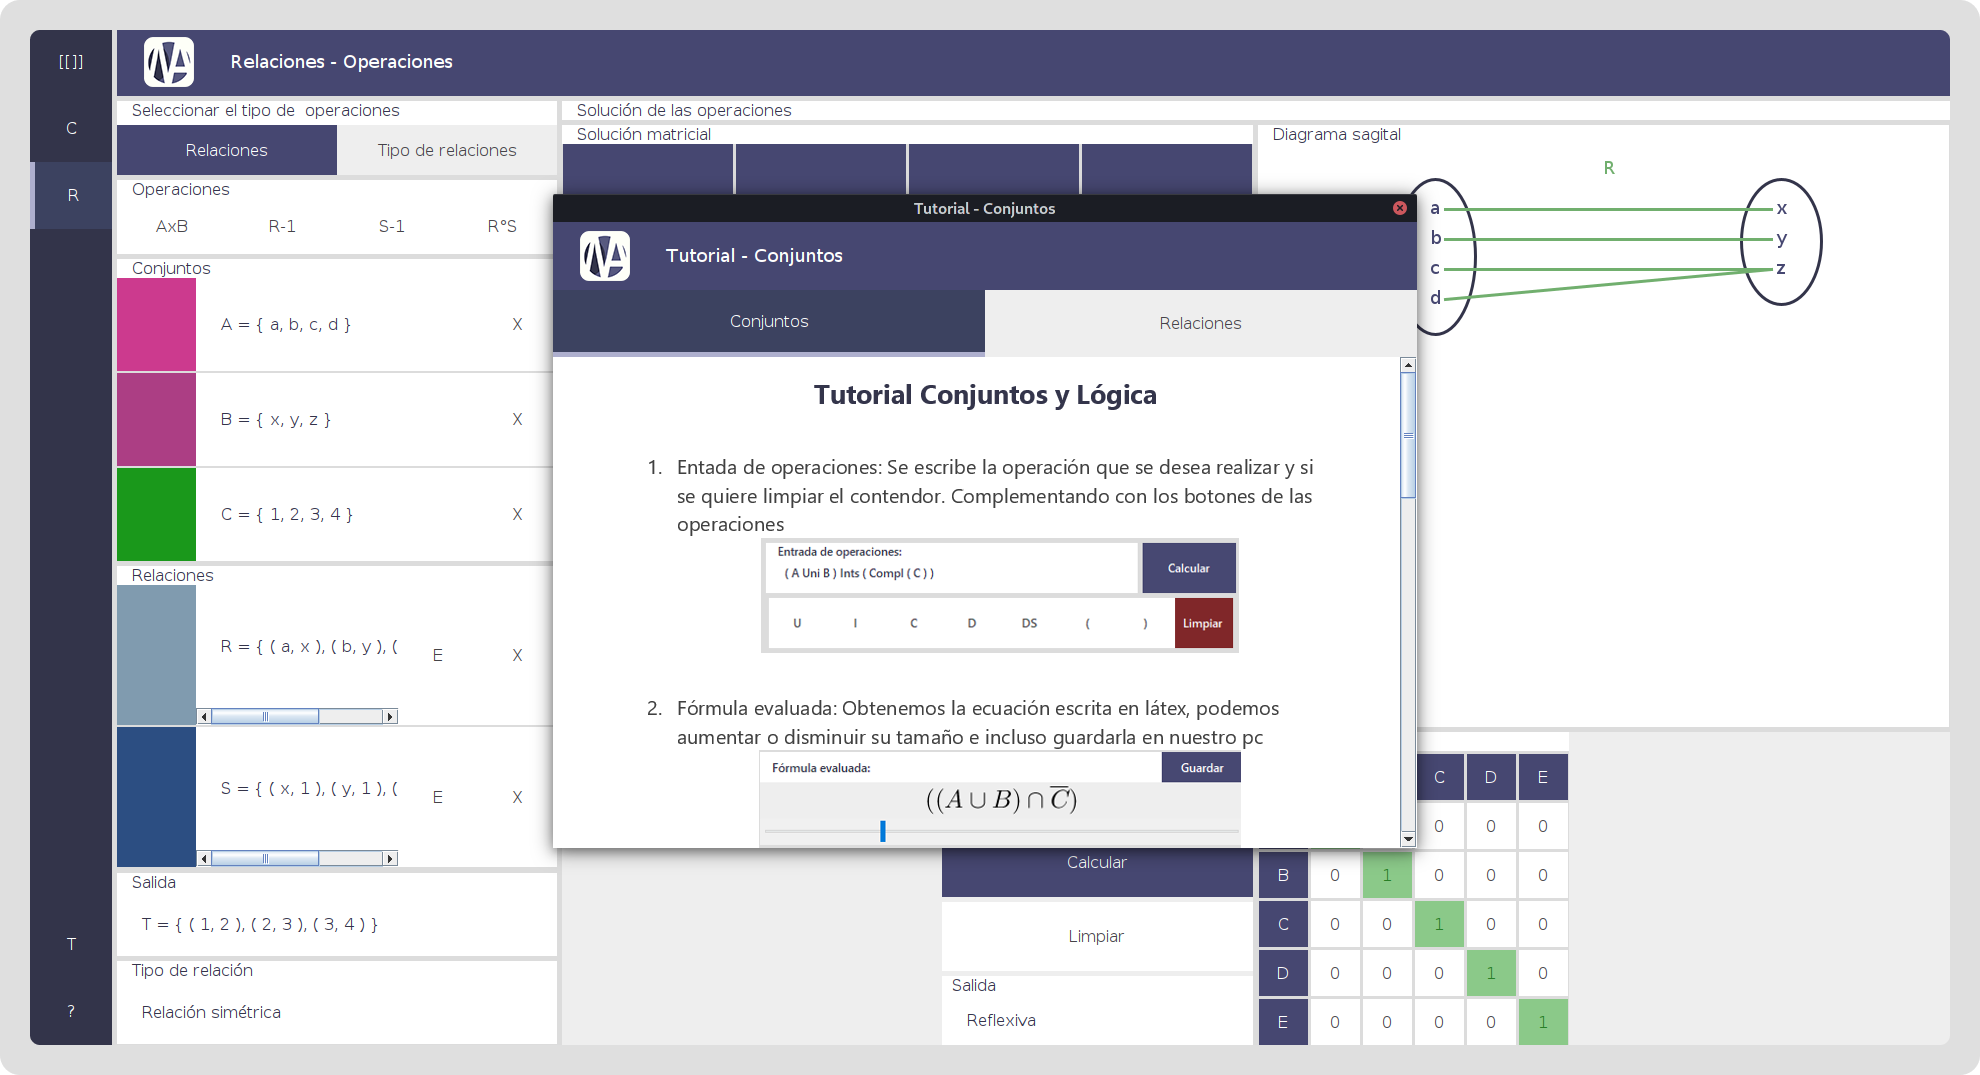 [[ ]]
C
R
T
?
Relaciones - Operaciones
Seleccionar el tipo de  operaciones
Relaciones
Tipo de relaciones
Operaciones
AxB
R-1
S-1
R°S
Conjuntos
A = { a, b, c, d }
X
B = { x, y, z }
X
C = { 1, 2, 3, 4 }
X
Relaciones
R = { ( a, x ), ( b, y ), (
E
X
S = { ( x, 1 ), ( y, 1 ), (
E
X
Salida
T = { ( 1, 2 ), ( 2, 3 ), ( 3, 4 ) }
Tipo de relación
Relación simétrica
Solución de las operaciones
Solución matricial
Diagrama sagital
R
a
b
c
d
x
y
z
Tutorial - Conjuntos
Tutorial - Conjuntos
Conjuntos
Relaciones
Tutorial Conjuntos y Lógica
1. Entada de operaciones: Se escribe la operación que se desea realizar y si
se quiere limpiar el contendor. Complementando con los botones de las
operaciones
Entrada de operaciones:
( A Uni B ) Ints ( Compl ( C ) )
Calcular
U I C D DS ( )
Limpiar
2. Fórmula evaluada: Obtenemos la ecuación escrita en látex, podemos
aumentar o disminuir su tamaño e incluso guardarla en nuestro pc
Fórmula evaluada:
Guardar
((A ∪ B) ∩ C̅)
Calcular
Limpiar
Salida
Reflexiva
C D E
0 0 0
B 0 1 0 0 0
C 0 0 1 0 0
D 0 0 0 1 0
E 0 0 0 0 1